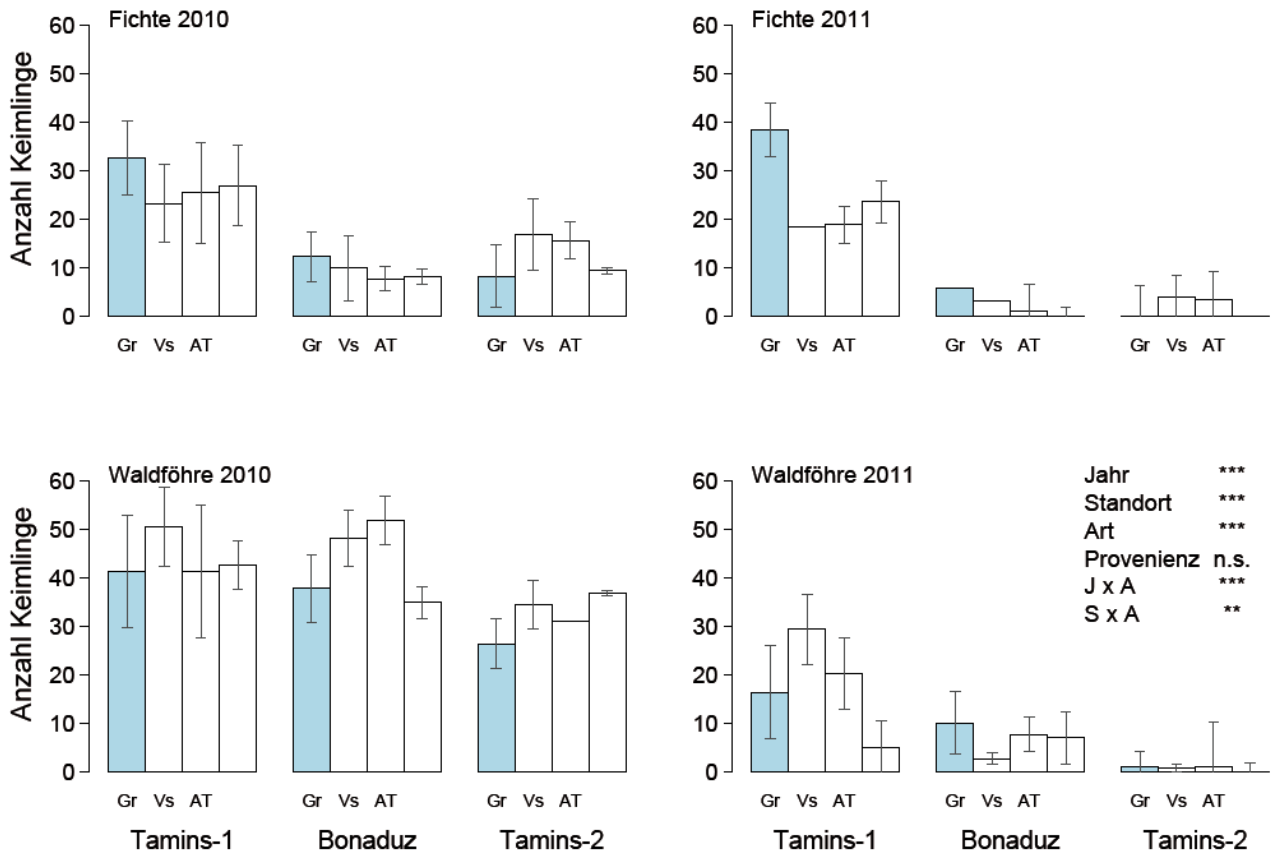 Fichte 2010
Anzahl Keimlinge
60
50
40
30
20
10
0
Gr Vs AT
Gr Vs AT
Gr Vs AT
Fichte 2011
60
50
40
30
20
10
0
Gr Vs AT
Gr Vs AT
Gr Vs AT
Waldföhre 2010
Anzahl Keimlinge
60
50
40
30
20
10
0
Gr Vs AT
Gr Vs AT
Gr Vs AT
Tamins-1 Bonaduz Tamins-2
Waldföhre 2011
60
50
40
30
20
10
0
Jahr ***
Standort ***
Art ***
Provenienz n.s.
J x A ***
S x A **
Gr Vs AT
Gr Vs AT
Gr Vs AT
Tamins-1 Bonaduz Tamins-2